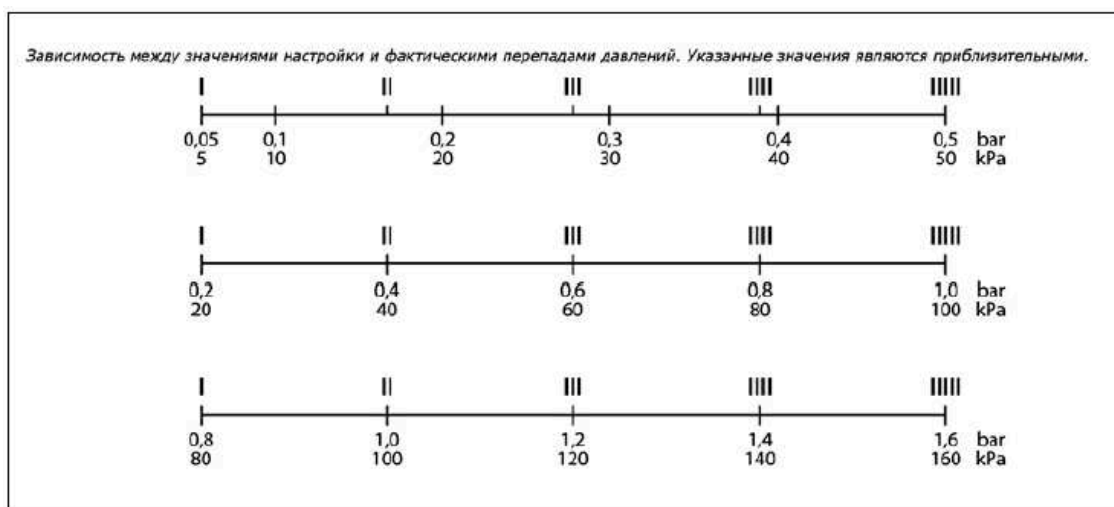 Зависимость между значениями настройки и фактическими перепадами давлений. Указанные значения являются приблизительными.
I II III IIII IIIII
0,05 0,1 0,2 0,3 0,4 0,5 bar
5 10 20 30 40 50 kPa
I II III IIII IIIII
0,2 0,4 0,6 0,8 1,0 bar
20 40 60 80 100 kPa
I II III IIII IIIII
0,8 1,0 1,2 1,4 1,6 bar
80 100 120 140 160 kPa